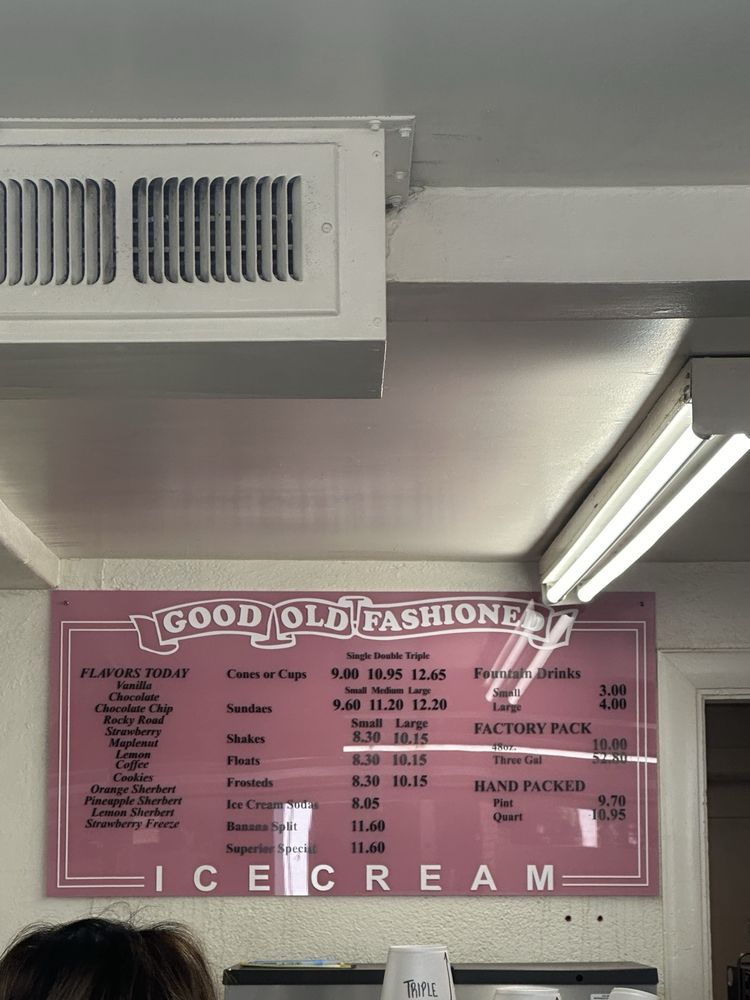 GOOD OLD FASHIONED
FLAVORS TODAY
Vanilla
Chocolate
Chocolate Chip
Rocky Road
Strawberry
Maplenut
Lemon
Coffee
Cookies
Orange Sherbert
Pineapple Sherbert
Lemon Sherbert
Strawberry Freeze
Single Double Triple
Cones or Cups 9.00 10.95 12.65
Small Medium Large
Sundaes 9.60 11.20 12.20
Small Large
Shakes 8.30 10.15
Floats 8.30 10.15
Frosteds 8.30 10.15
Ice Cream Sodas 8.05
Banana Split 11.60
Superior Special 11.60
Fountain Drinks
Small 3.00
Large 4.00
FACTORY PACK
48oz. 10.00
Three Gal 52.80
HAND PACKED
Pint 9.70
Quart 10.95
ICE CREAM
TRIPLE